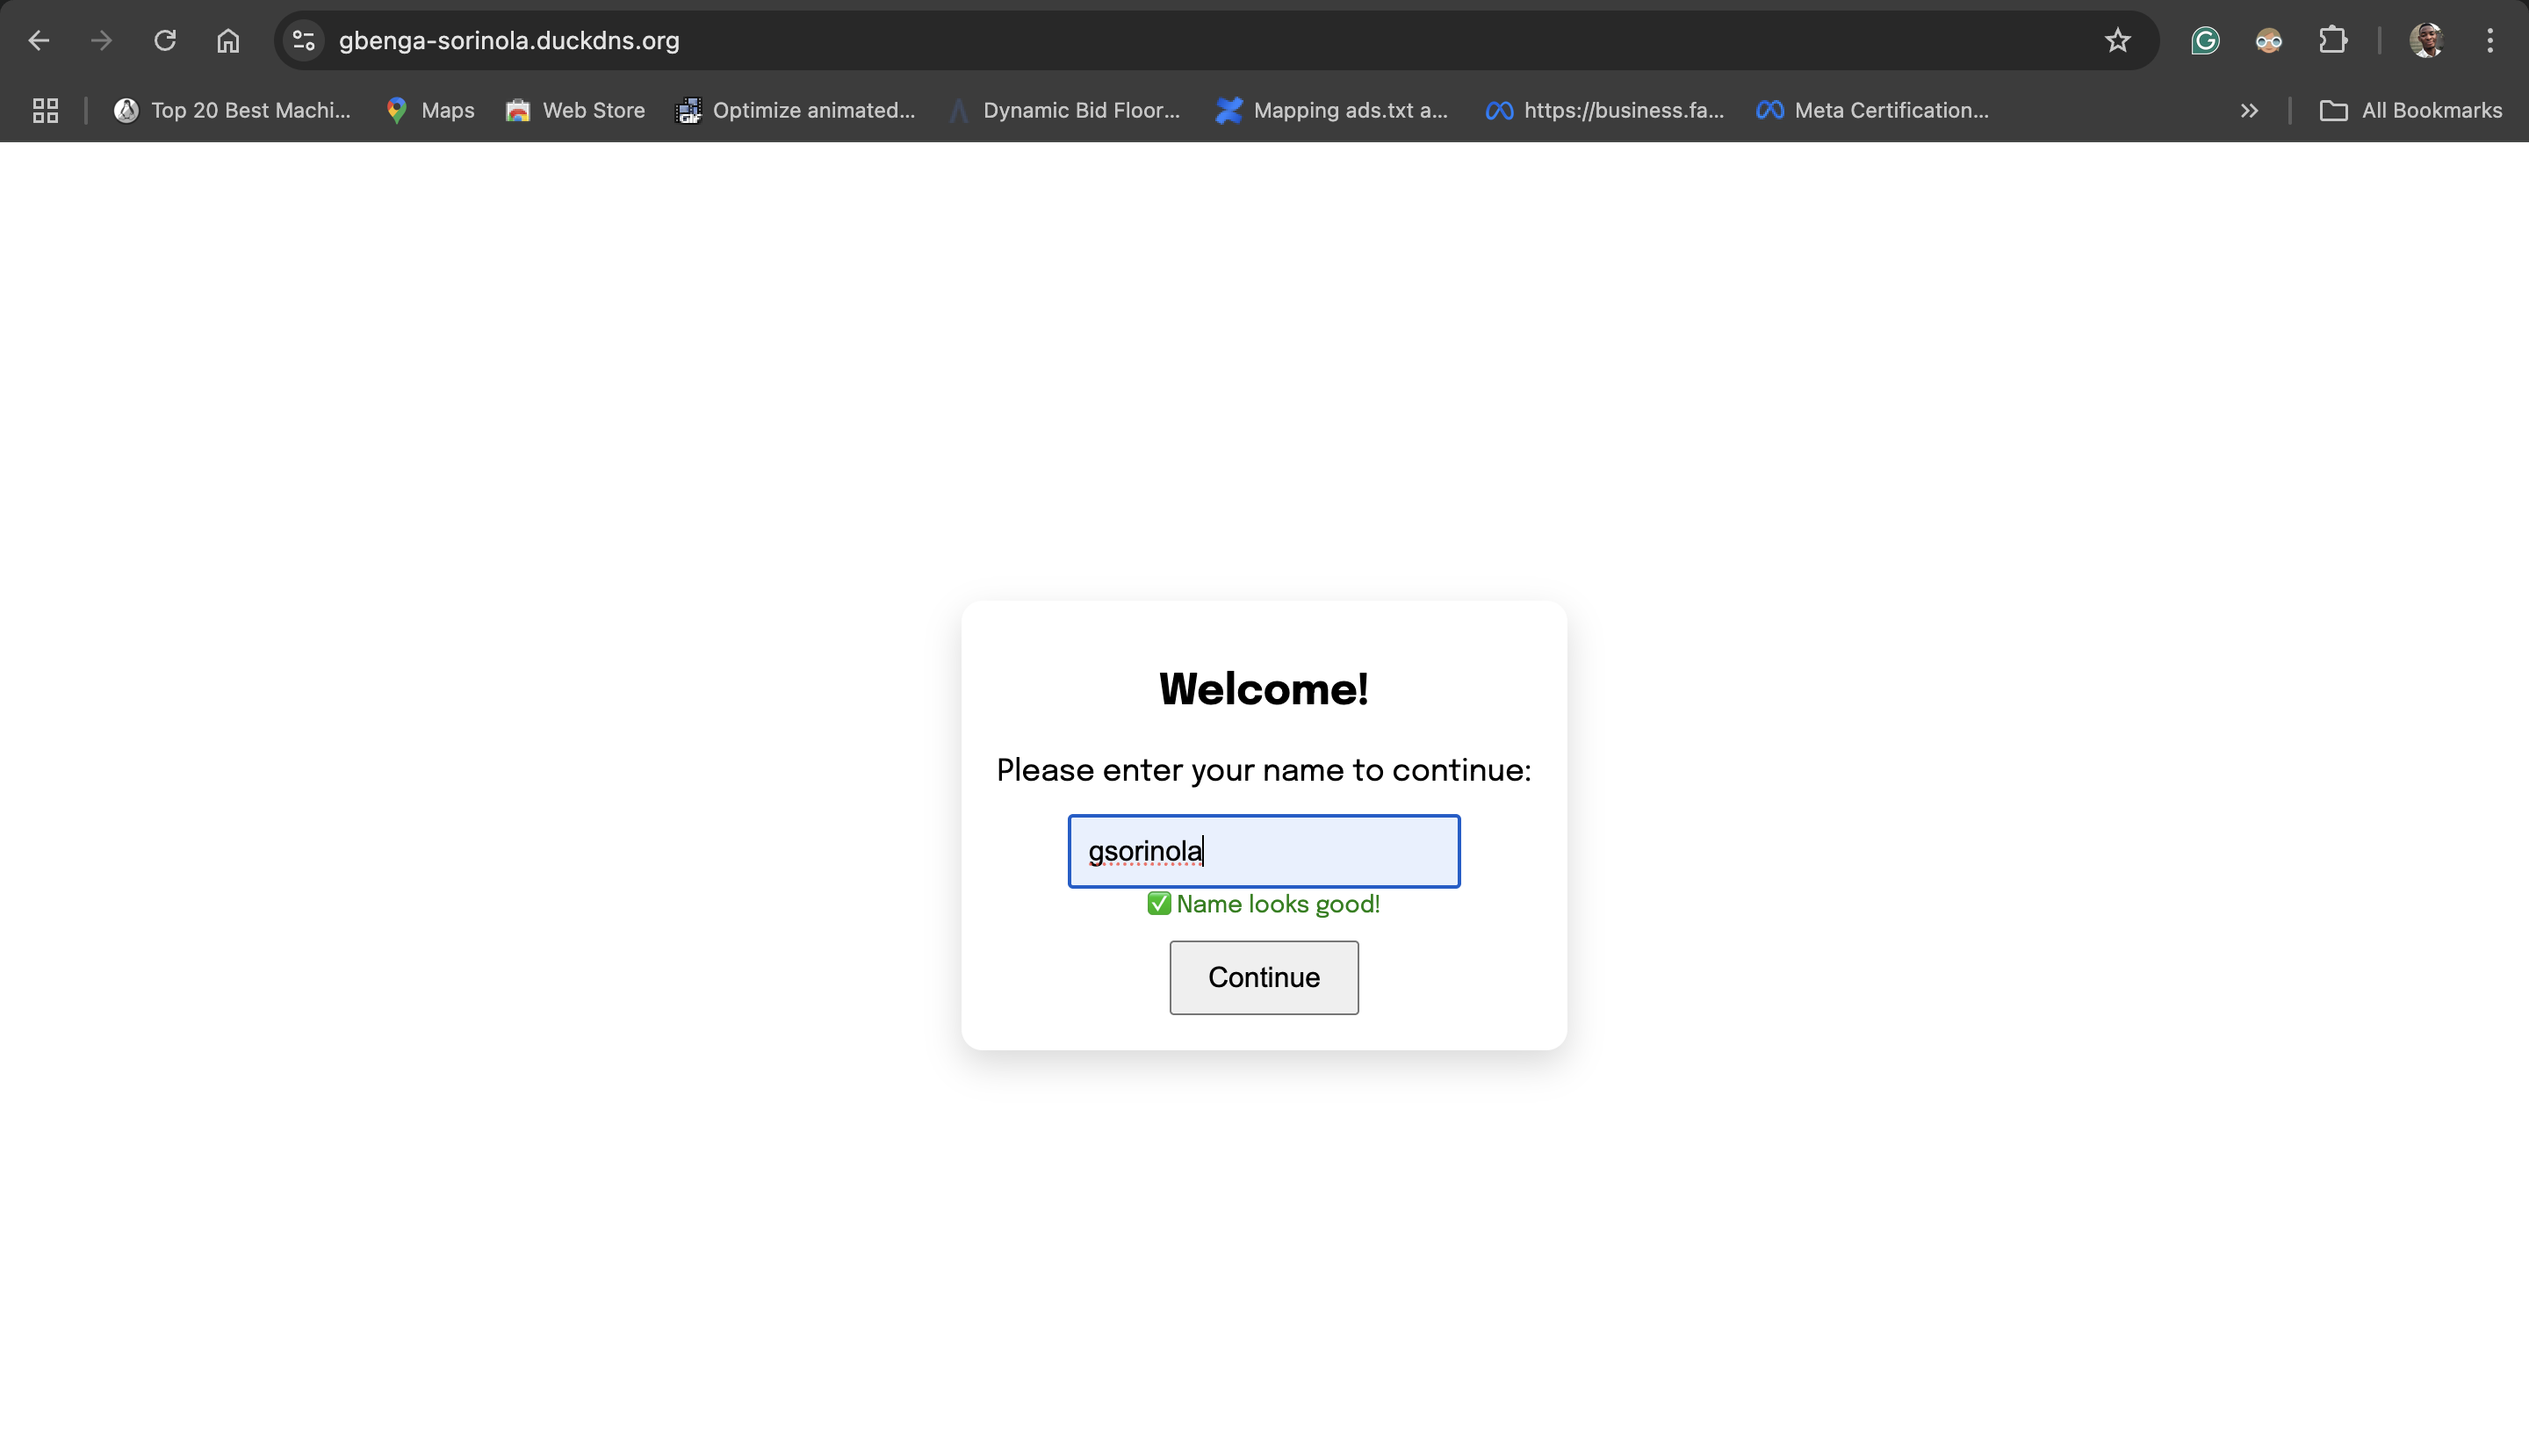 gbenga-sorinola.duckdns.org
Top 20 Best Machi... Maps Web Store Optimize animated... Dynamic Bid Floor... Mapping ads.txt a... https://business.fa... Meta Certification... All Bookmarks
Welcome!
Please enter your name to continue:
gsorinola
✅ Name looks good!
Continue